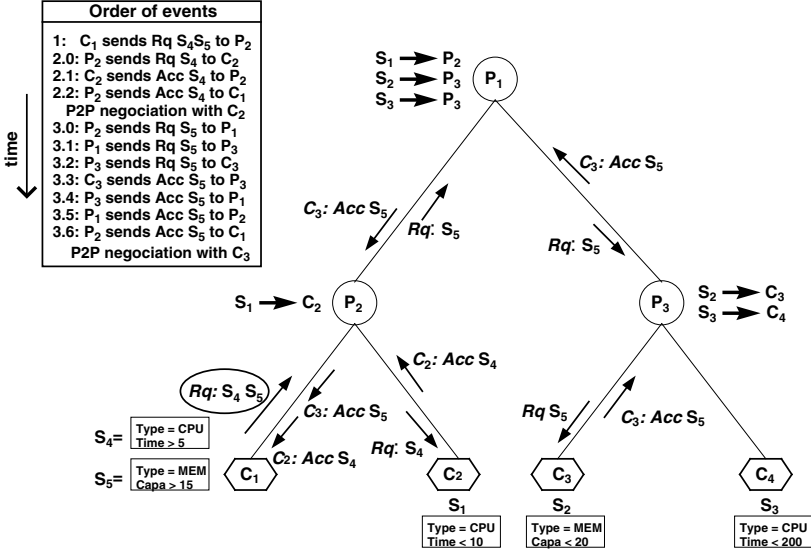 Order of events
1: C1 sends Rq S4S5 to P2
2.0: P2 sends Rq S4 to C2
2.1: C2 sends Acc S4 to P2
2.2: P2 sends Acc S4 to C1
P2P negociation with C2
3.0: P2 sends Rq S5 to P1
3.1: P1 sends Rq S5 to P3
3.2: P3 sends Rq S5 to C3
3.3: C3 sends Acc S5 to P3
3.4: P3 sends Acc S5 to P1
3.5: P1 sends Acc S5 to P2
3.6: P2 sends Acc S5 to C1
P2P negociation with C3
time
S1 P2
S2 P3
S3 P3
P1
C3: Acc S5
C3: Acc S5
Rq: S5
Rq: S5
S1 C2
P2
P3
S2 C3
S3 C4
Rq: S4 S5
C3: Acc S5
C2: Acc S4
C2: Acc S4
Rq: S4
Rq S5
C3: Acc S5
S4=
Type = CPU
Time > 5
S5=
Type = MEM
Capa > 15
C1
C2
C3
C4
S1
Type = CPU
Time < 10
S2
Type = MEM
Capa < 20
S3
Type = CPU
Time < 200